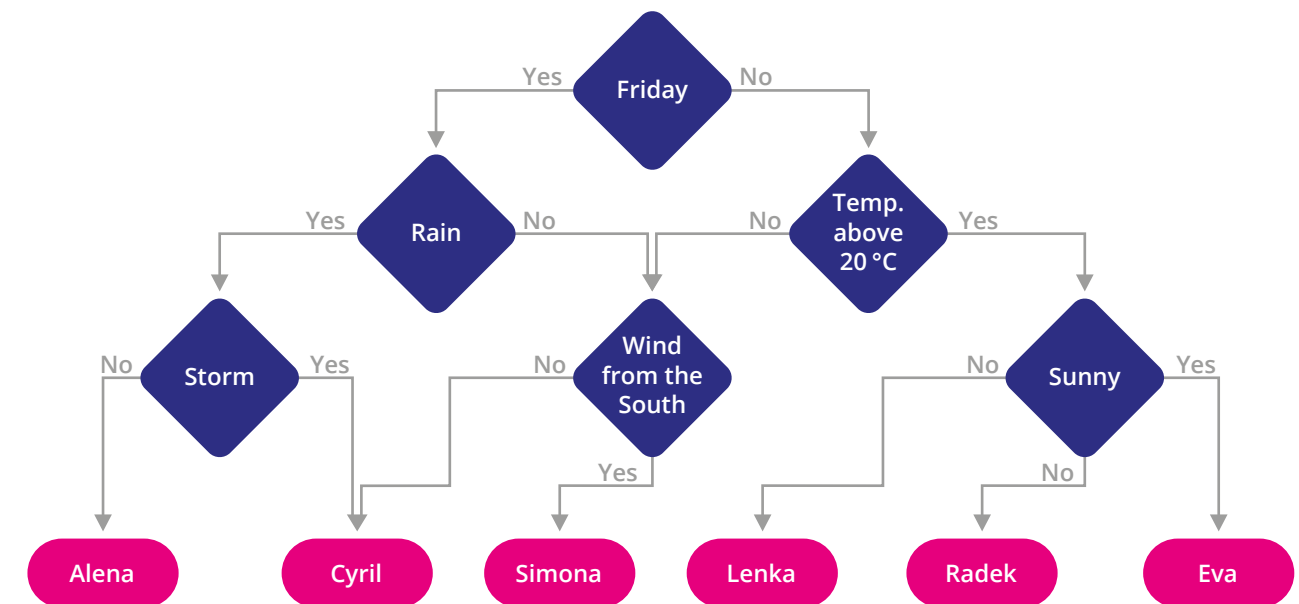 Yes
Friday
No
Yes
Rain
No
No
Temp.
above
20 °C
Yes
No
Storm
Yes
No
Wind
from the
South
Yes
No
Sunny
Yes
No
Alena
Cyril
Simona
Lenka
Radek
Eva